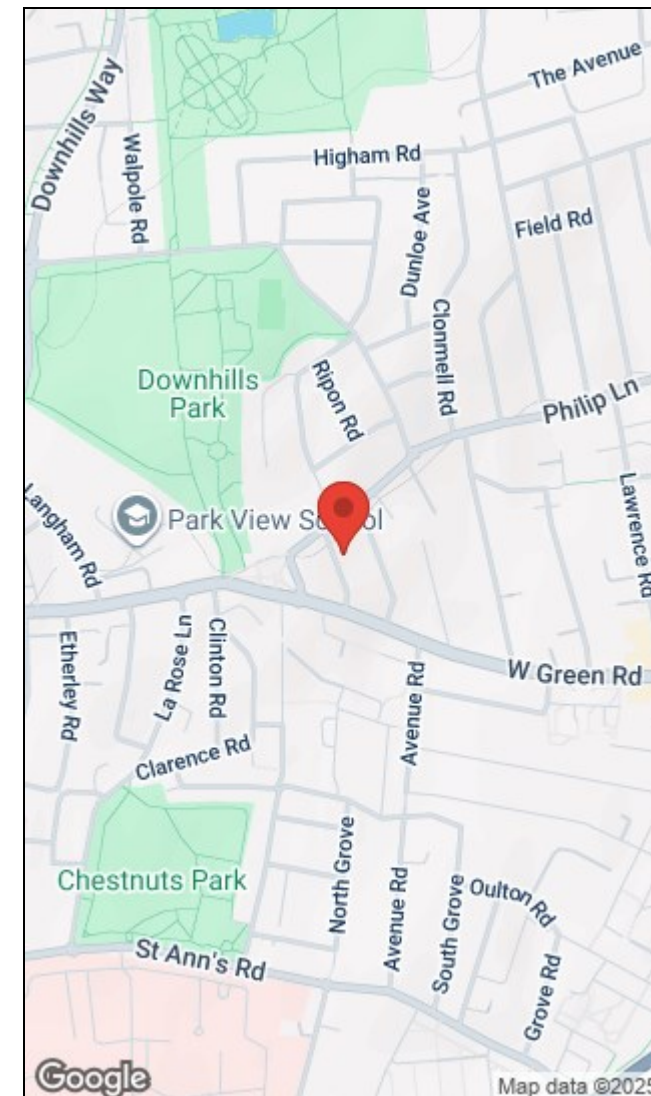 The Avenue
Downhills Way
Walpole Rd
Higham Rd
Dunloe Ave
Field Rd
Clonmell Rd
Ripon Rd
Downhills
Park
Philip Ln
Lawrence Rd
Langham Rd
Park View
Etherley Rd
La Rose Ln
Clinton Rd
W Green Rd
Avenue Rd
Clarence Rd
Chestnuts Park
North Grove
Avenue Rd
South Grove
Oulton Rd
St Ann's Rd
Grove Rd
Google
Map data ©2025